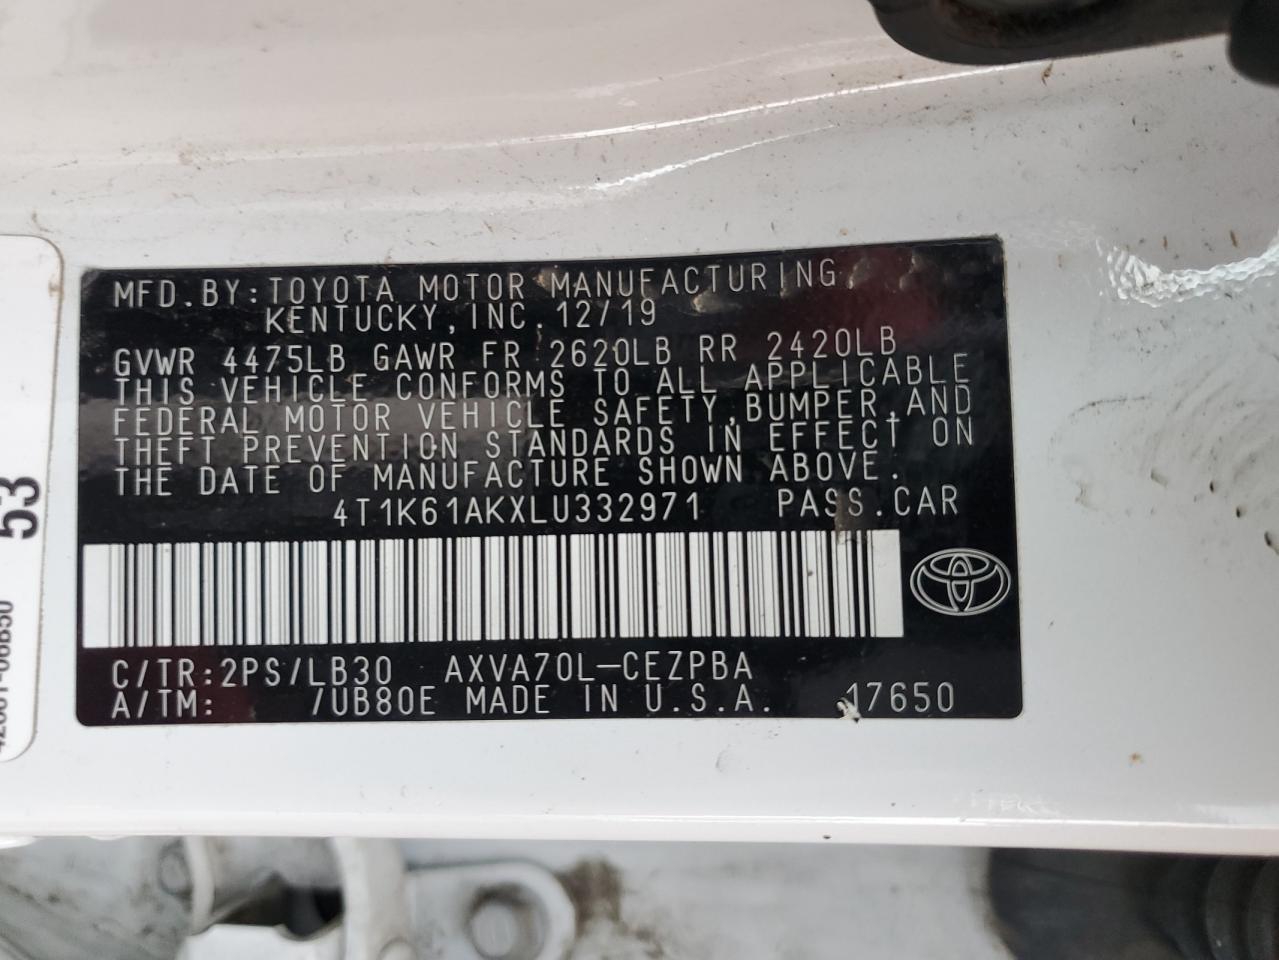 MFD.BY:TOYOTA MOTOR MANUFACTURING,
KENTUCKY,INC.12/19
GVWR 4475LB GAWR FR 2620LB RR 2420LB
THIS VEHICLE CONFORMS TO ALL APPLICABLE
FEDERAL MOTOR VEHICLE SAFETY,BUMPER,AND
THEFT PREVENTION STANDARDS IN EFFECT ON
THE DATE OF MANUFACTURE SHOWN ABOVE.
4T1K61AKXLU332971 PASS.CAR
C/TR:2PS/LB30 AXVA70L-CEZPBA
A/TM: /UB80E MADE IN U.S.A. 17650
53